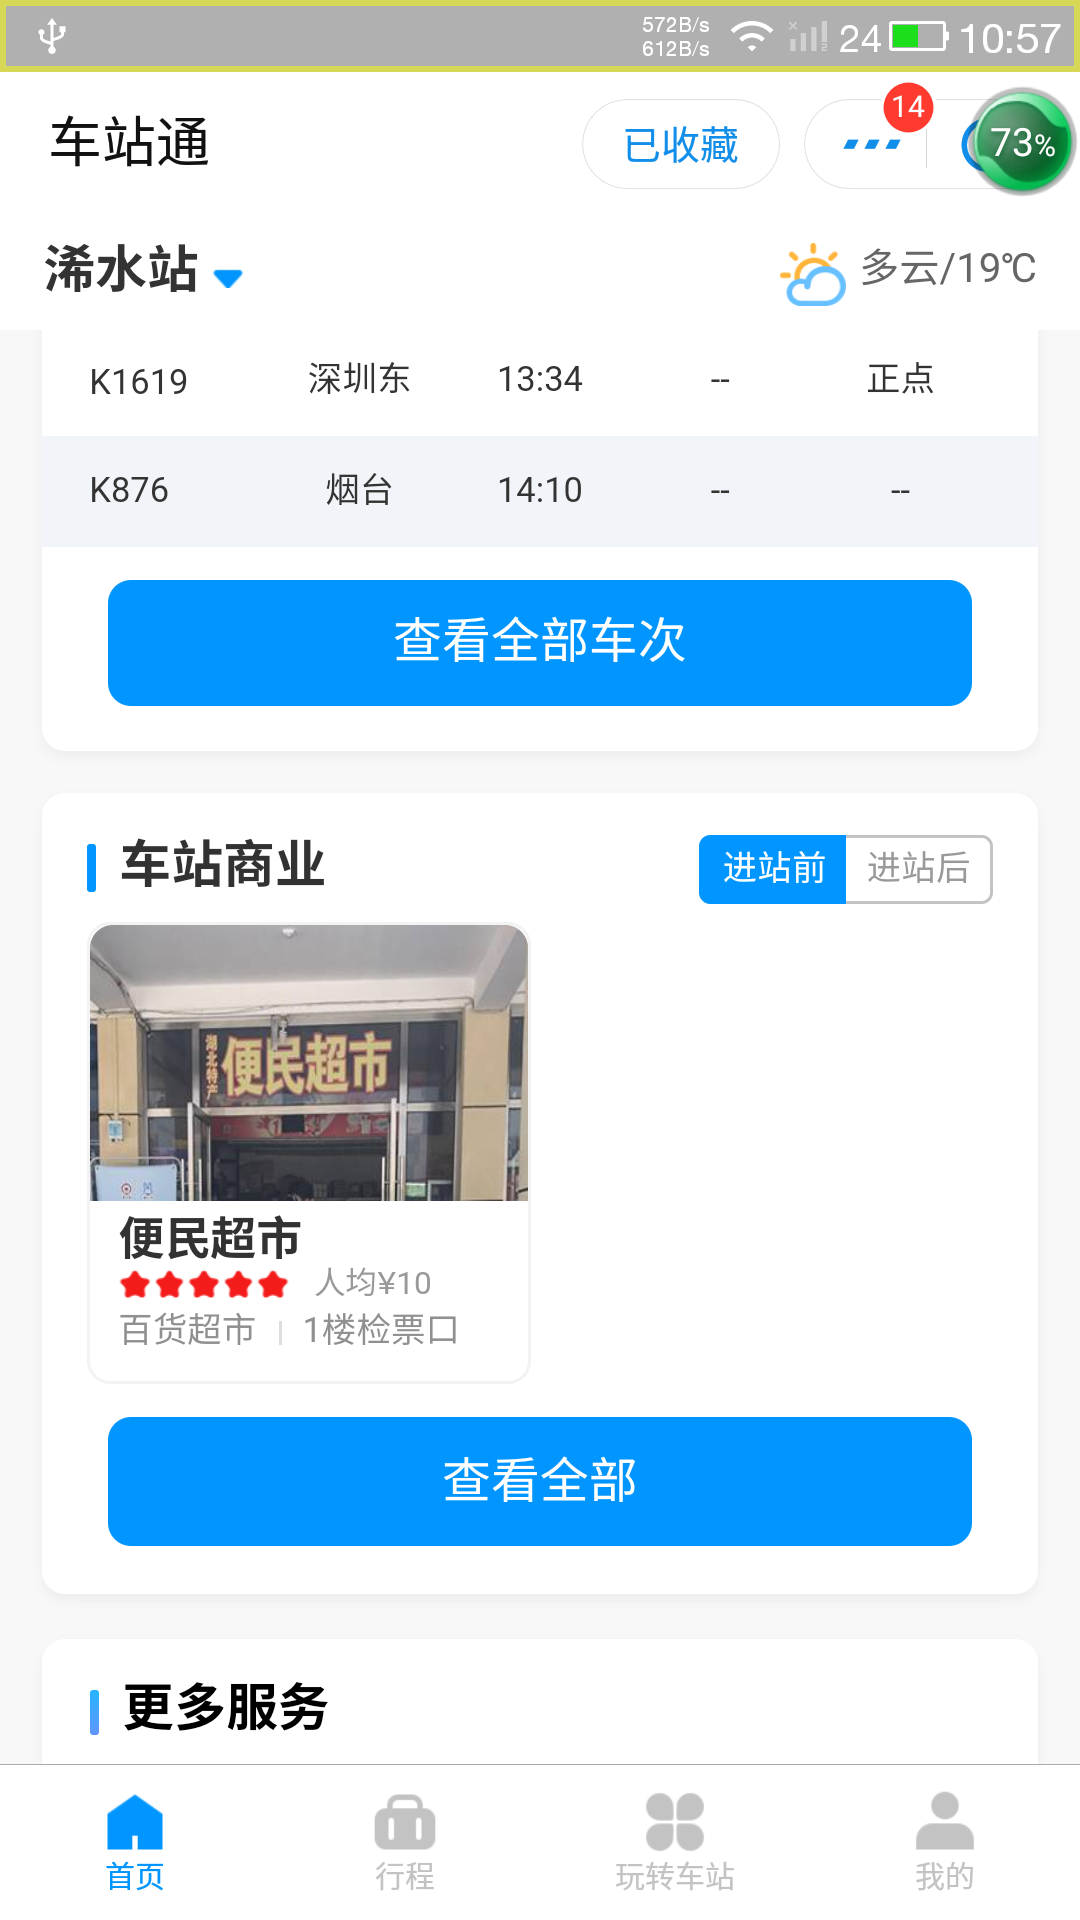 572B/s
612B/s
24
10:57
车站通
已收藏
14
73%
浠水站
多云/19℃
K1619 深圳东 13:34 -- 正点
K876 烟台 14:10 -- --
查看全部车次
车站商业
进站前 进站后
湖北特产
便民超市
便民超市
人均¥10
百货超市 | 1楼检票口
查看全部
更多服务
首页 行程 玩转车站 我的